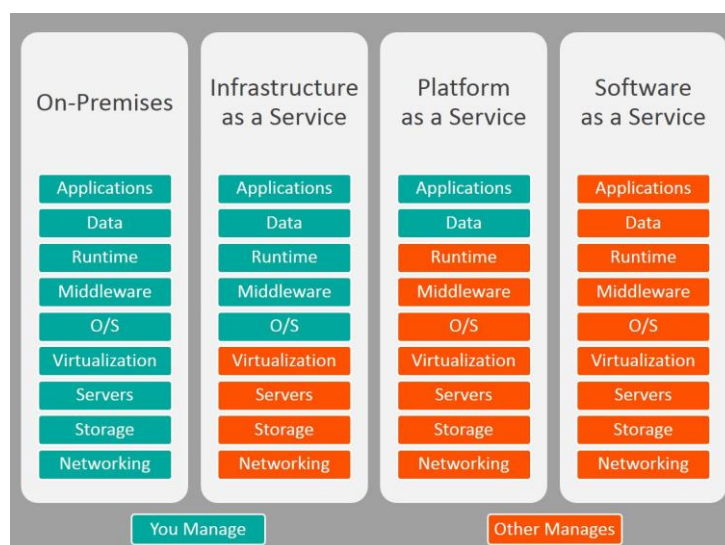 On-Premises
Applications
Data
Runtime
Middleware
O/S
Virtualization
Servers
Storage
Networking
Infrastructure
as a Service
Applications
Data
Runtime
Middleware
O/S
Virtualization
Servers
Storage
Networking
Platform
as a Service
Applications
Data
Runtime
Middleware
O/S
Virtualization
Servers
Storage
Networking
Software
as a Service
Applications
Data
Runtime
Middleware
O/S
Virtualization
Servers
Storage
Networking
You Manage
Other Manages